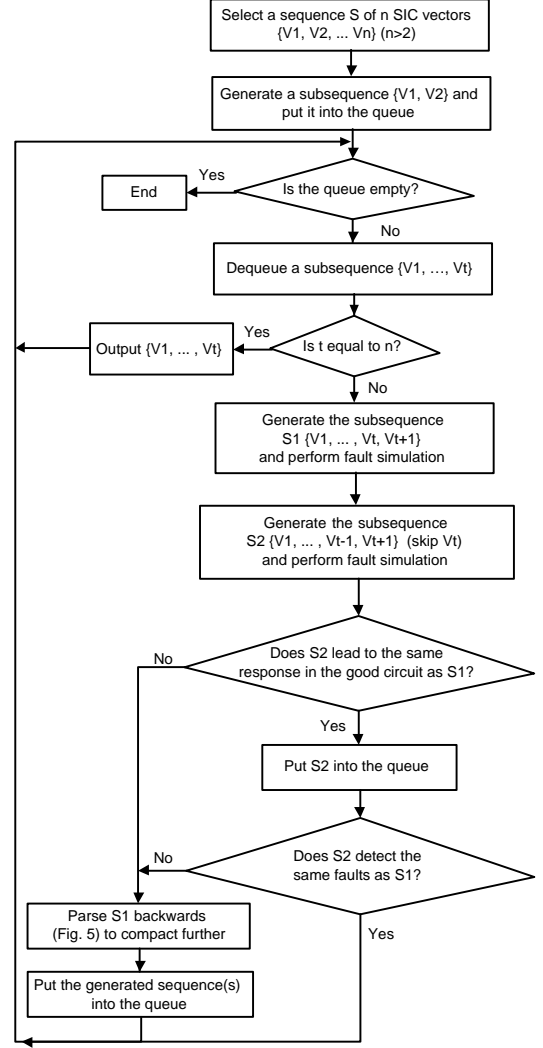 Select a sequence S of n SIC vectors
{V1, V2, ... Vn} (n>2)
Generate a subsequence {V1, V2} and
put it into the queue
Yes
Is the queue empty?
End
No
Dequeue a subsequence {V1, …, Vt}
Yes
Output {V1, ... , Vt}
Is t equal to n?
No
Generate the subsequence
S1 {V1, ... , Vt, Vt+1}
and perform fault simulation
Generate the subsequence
S2 {V1, ... , Vt-1, Vt+1} (skip Vt)
and perform fault simulation
No
Does S2 lead to the same
response in the good circuit as S1?
Yes
Put S2 into the queue
No
Does S2 detect the
same faults as S1?
Yes
Parse S1 backwards
(Fig. 5) to compact further
Put the generated sequence(s)
into the queue